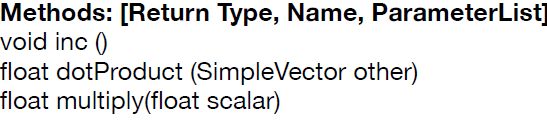 Methods: [Return Type, Name, ParameterList]
void inc ()
float dotProduct (SimpleVector other)
float multiply(float scalar)